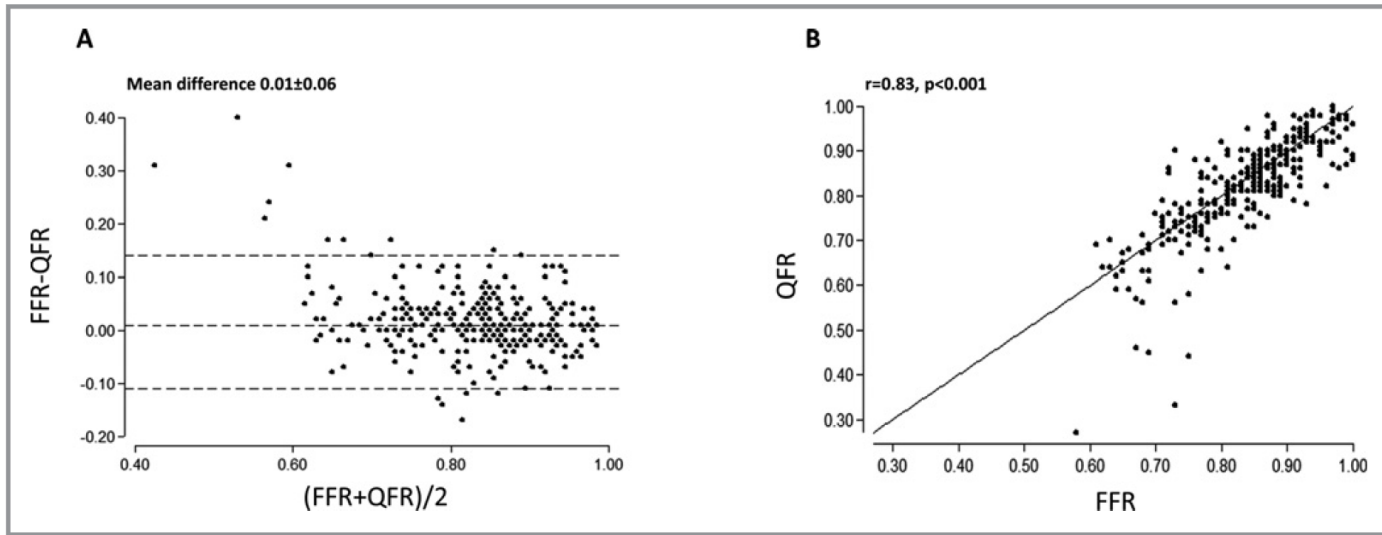 A
Mean difference 0.01±0.06
FFR-QFR
0.40
0.30
0.20
0.10
0.00
-0.10
-0.20
0.40 0.60 0.80 1.00
(FFR+QFR)/2
B
r=0.83, p<0.001
QFR
1.00
0.90
0.80
0.70
0.60
0.50
0.40
0.30
0.30 0.40 0.50 0.60 0.70 0.80 0.90 1.00
FFR